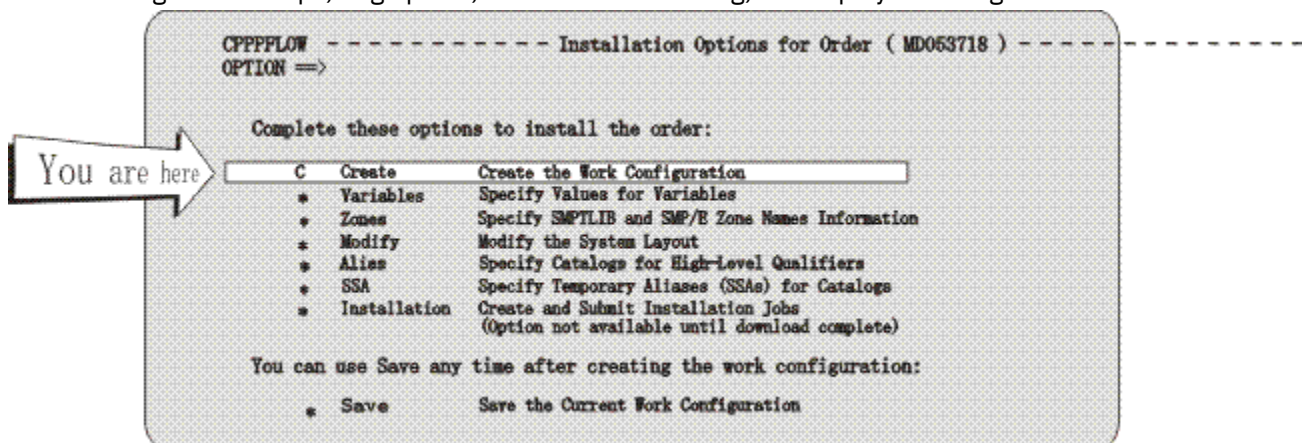 CPPPFLOW - - - - - - - - - - - Installation Options for Order ( MD053718 ) - - - - - - - - - - - - - -
OPTION ==>
Complete these options to install the order:
You are here
C Create Create the Work Configuration
* Variables Specify Values for Variables
* Zones Specify SMPTLIB and SMP/E Zone Names Information
* Modify Modify the System Layout
* Alies Specify Catalogs for High-Level Qualifiers
* SSA Specify Temporary Aliases (SSAs) for Catalogs
* Installation Create and Submit Installation Jobs
(Option not available until download complete)
You can use Save any time after creating the work configuration:
* Save Save the Current Work Configuration